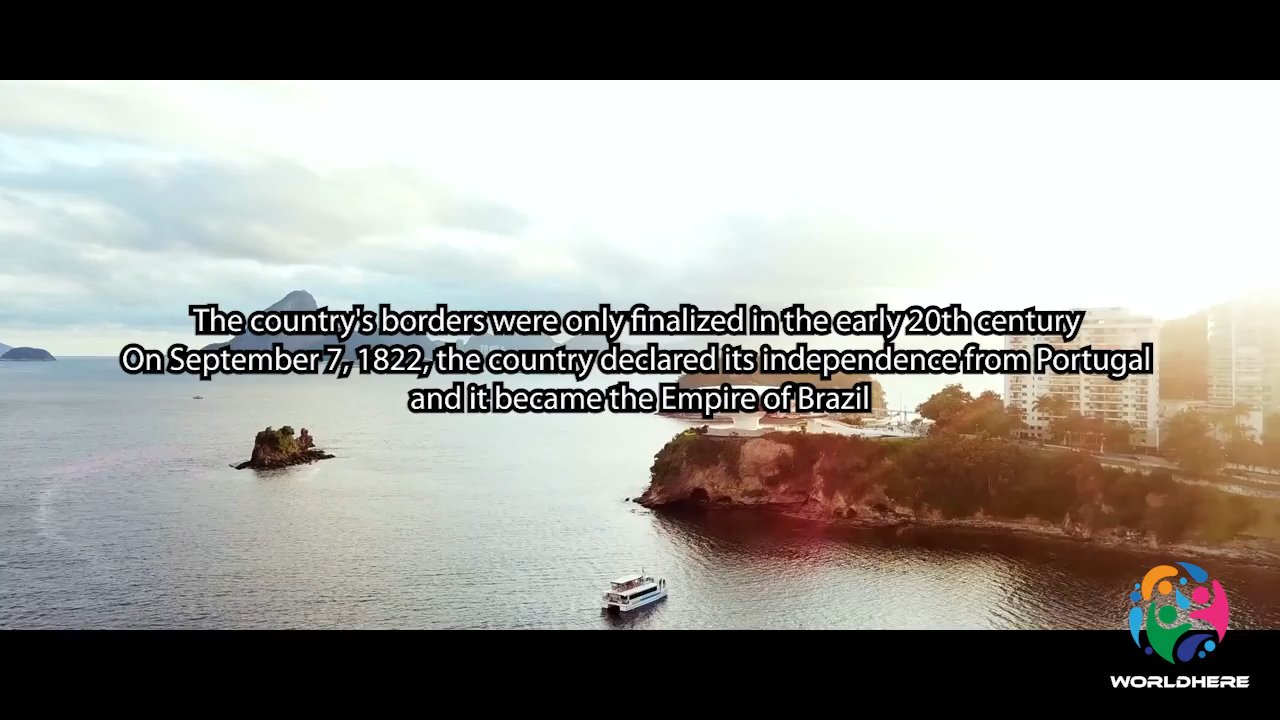 The country's borders were only finalized in the early 20th century
On September 7, 1822, the country declared its independence from Portugal
and it became the Empire of Brazil
WORLDHERE